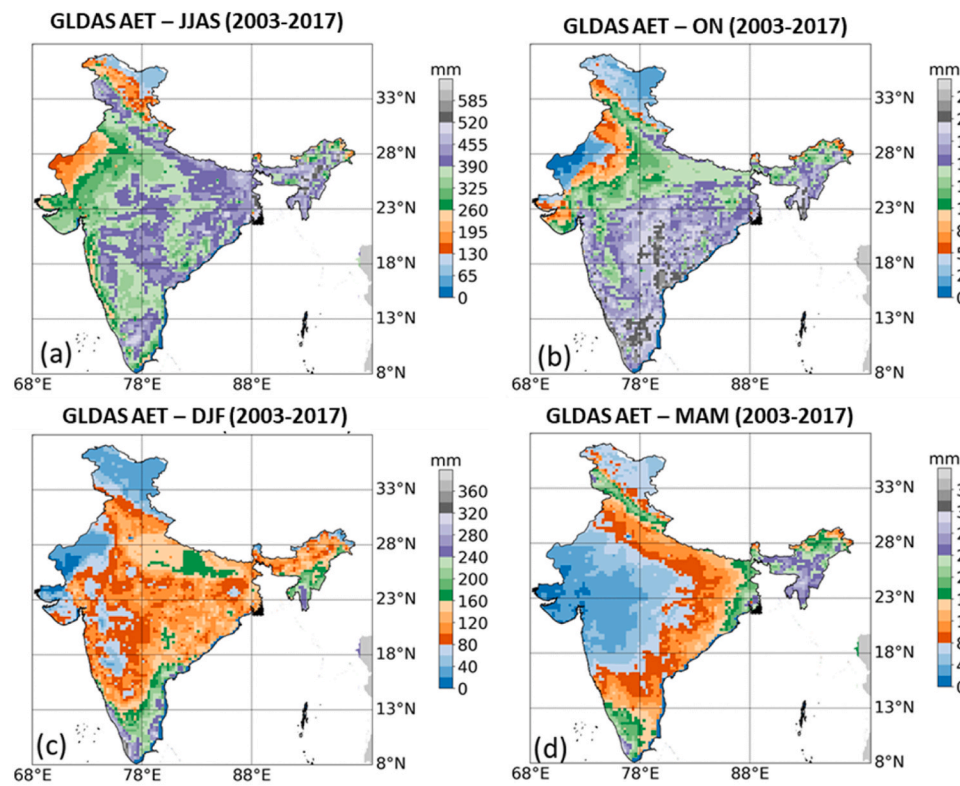 GLDAS AET – JJAS (2003-2017)
mm
585
520
455
390
325
260
195
130
65
0
33°N
28°N
23°N
18°N
13°N
8°N
(a)
68°E
78°E
88°E
GLDAS AET – ON (2003-2017)
mm
33°N
28°N
23°N
18°N
13°N
8°N
(b)
68°E
78°E
88°E
GLDAS AET – DJF (2003-2017)
mm
360
320
280
240
200
160
120
80
40
0
33°N
28°N
23°N
18°N
13°N
8°N
(c)
68°E
78°E
88°E
GLDAS AET – MAM (2003-2017)
mm
33°N
28°N
23°N
18°N
13°N
8°N
(d)
68°E
78°E
88°E